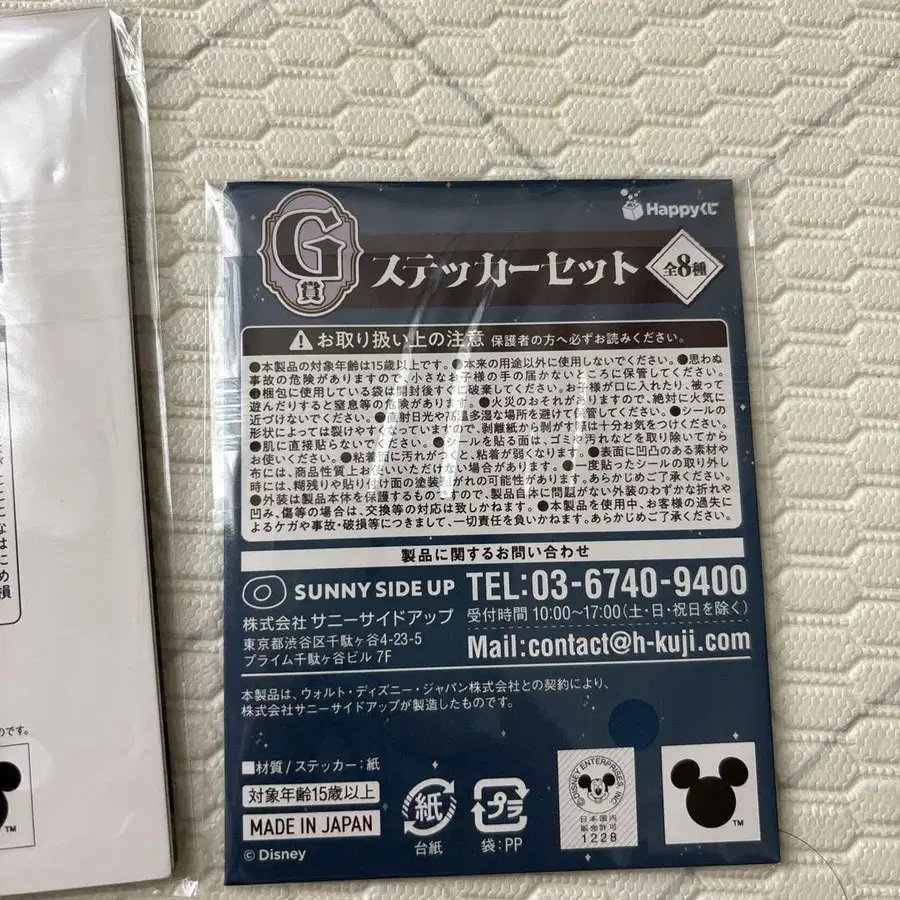 Happyくじ
G賞
ステッカーセット
全8種
お取り扱い上の注意 保護者の方へ必ずお読みください。
●本製品の対象年齢は15歳以上です。●本来の用途以外に使用しないでください。●思わぬ
事故の危険がありますので、小さなお子様の手の届かないところに保管してください。
●梱包に使用している袋は開封後すぐに破棄してください。お子様が口に入れたり、被って
遊んだりすると窒息等の危険があります。●火災のおそれがありますので、絶対に火気に
近づけないでください。●直射日光や高温多湿な場所を避けて保管してください。●シールの
形状によっては裂けやすくなっていますので、剥離紙から剥がす際は十分お気をつけください。
●肌に直接貼らないでください。●シールを貼る面は、ゴミや汚れなどを取り除いてから
お使いください。●粘着面に汚れがつくと、粘着が弱くなります。●表面に凹凸のある素材や
布には、商品性質上お使いいただけない場合があります。●一度貼ったシールの取り外し
時には、糊残りや貼り付け面の塗装剥がれの可能性があります。あらかじめご了承ください。
●外装は製品本体を保護するものですので、製品自体に問題がない外装のわずかな折れや
凹み、傷等の場合は、交換等の対応は致しかねます。●本製品を使用中、お客様の過失に
よるケガや事故・破損等につきまして、一切責任を負いかねます。あらかじめご了承ください。
製品に関するお問い合わせ
SUNNY SIDE UP
株式会社 サニーサイドアップ
東京都渋谷区千駄ヶ谷4-23-5
プライム千駄ヶ谷ビル 7F
TEL:03-6740-9400
受付時間 10:00~17:00(土・日・祝日を除く)
Mail:contact@h-kuji.com
本製品は、ウォルト・ディズニー・ジャパン株式会社との契約により、
株式会社サニーサイドアップが製造したものです。
■材質/ステッカー:紙
対象年齢15歳以上
MADE IN JAPAN
© Disney
紙
台紙
プラ
袋:PP
©DISNEY ENTERPRISES, INC.
日本国内
販売許可
1228
TM
のです。
TM